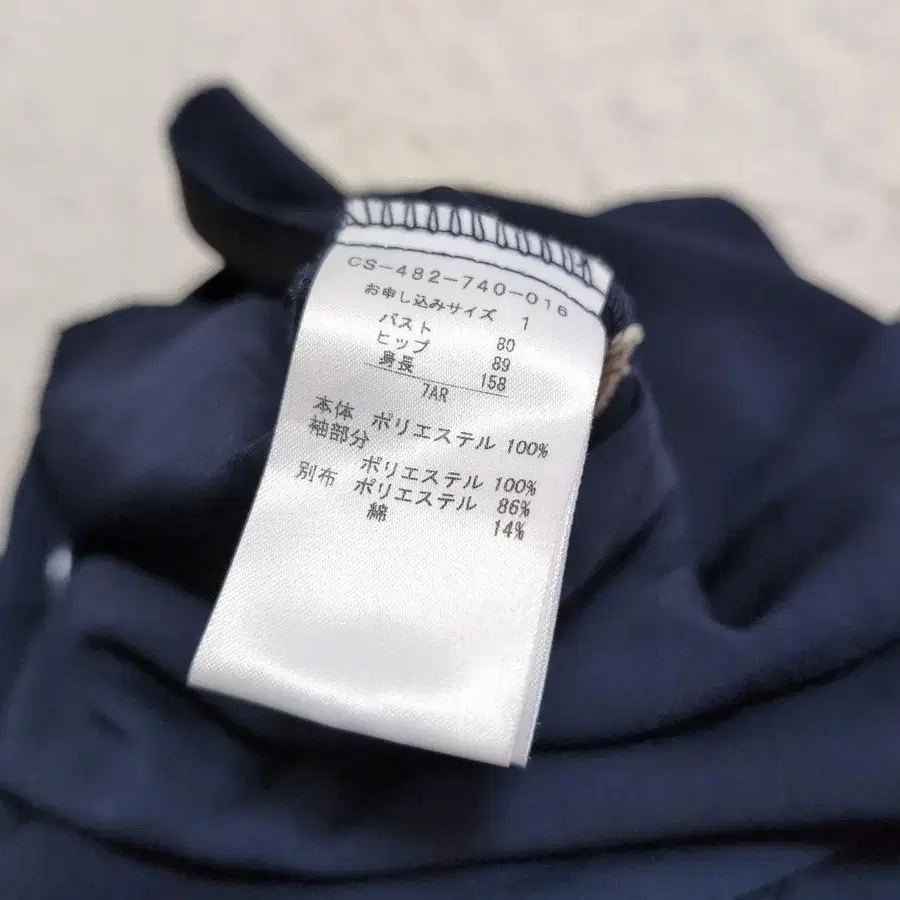 CS-482-740-016
お申し込みサイズ 1
バスト 80
ヒップ 89
身長 158
7AR
本体 ポリエステル 100%
袖部分
ポリエステル 100%
別布 ポリエステル 86%
綿 14%